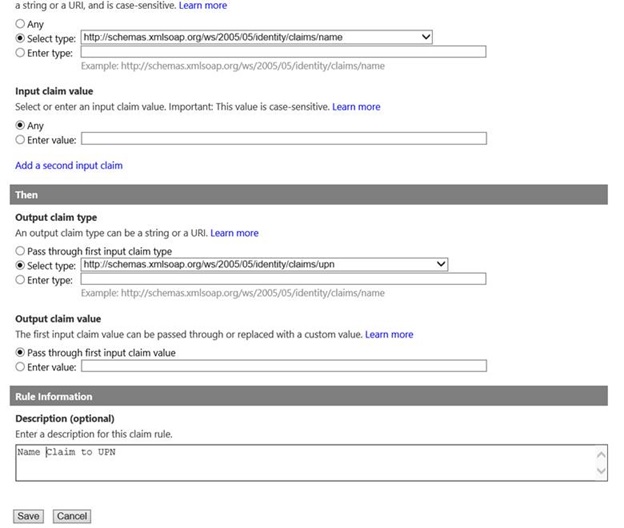 a string or a URI, and is case-sensitive. Learn more
Any
Select type: http://schemas.xmlsoap.org/ws/2005/05/identity/claims/name
Enter type:
Example: http://schemas.xmlsoap.org/ws/2005/05/identity/claims/name
Input claim value
Select or enter an input claim value. Important: This value is case-sensitive. Learn more
Any
Enter value:
Add a second input claim
Then
Output claim type
An output claim type can be a string or a URI. Learn more
Pass through first input claim type
Select type: http://schemas.xmlsoap.org/ws/2005/05/identity/claims/upn
Enter type:
Example: http://schemas.xmlsoap.org/ws/2005/05/identity/claims/name
Output claim value
The first input claim value can be passed through or replaced with a custom value. Learn more
Pass through first input claim value
Enter value:
Rule Information
Description (optional)
Enter a description for this claim rule.
Name Claim to UPN
Save Cancel